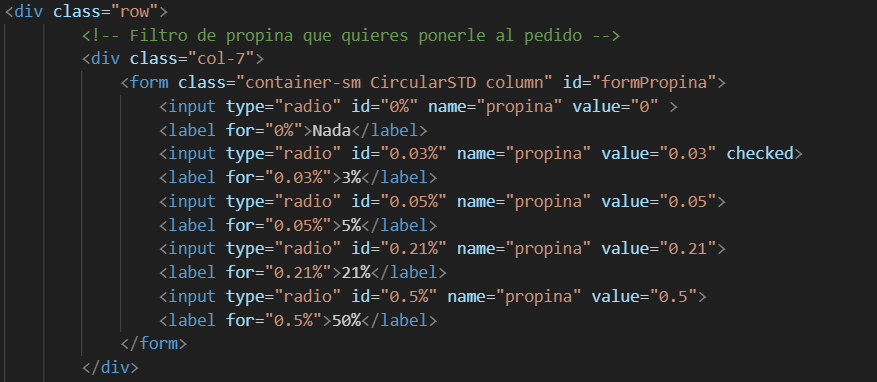 <div class="row">
<!-- Filtro de propina que quieres ponerle al pedido -->
<div class="col-7">
<form class="container-sm CircularSTD column" id="formPropina">
<input type="radio" id="0%" name="propina" value="0" >
<label for="0%">Nada</label>
<input type="radio" id="0.03%" name="propina" value="0.03" checked>
<label for="0.03%">3%</label>
<input type="radio" id="0.05%" name="propina" value="0.05">
<label for="0.05%">5%</label>
<input type="radio" id="0.21%" name="propina" value="0.21">
<label for="0.21%">21%</label>
<input type="radio" id="0.5%" name="propina" value="0.5">
<label for="0.5%">50%</label>
</form>
</div>